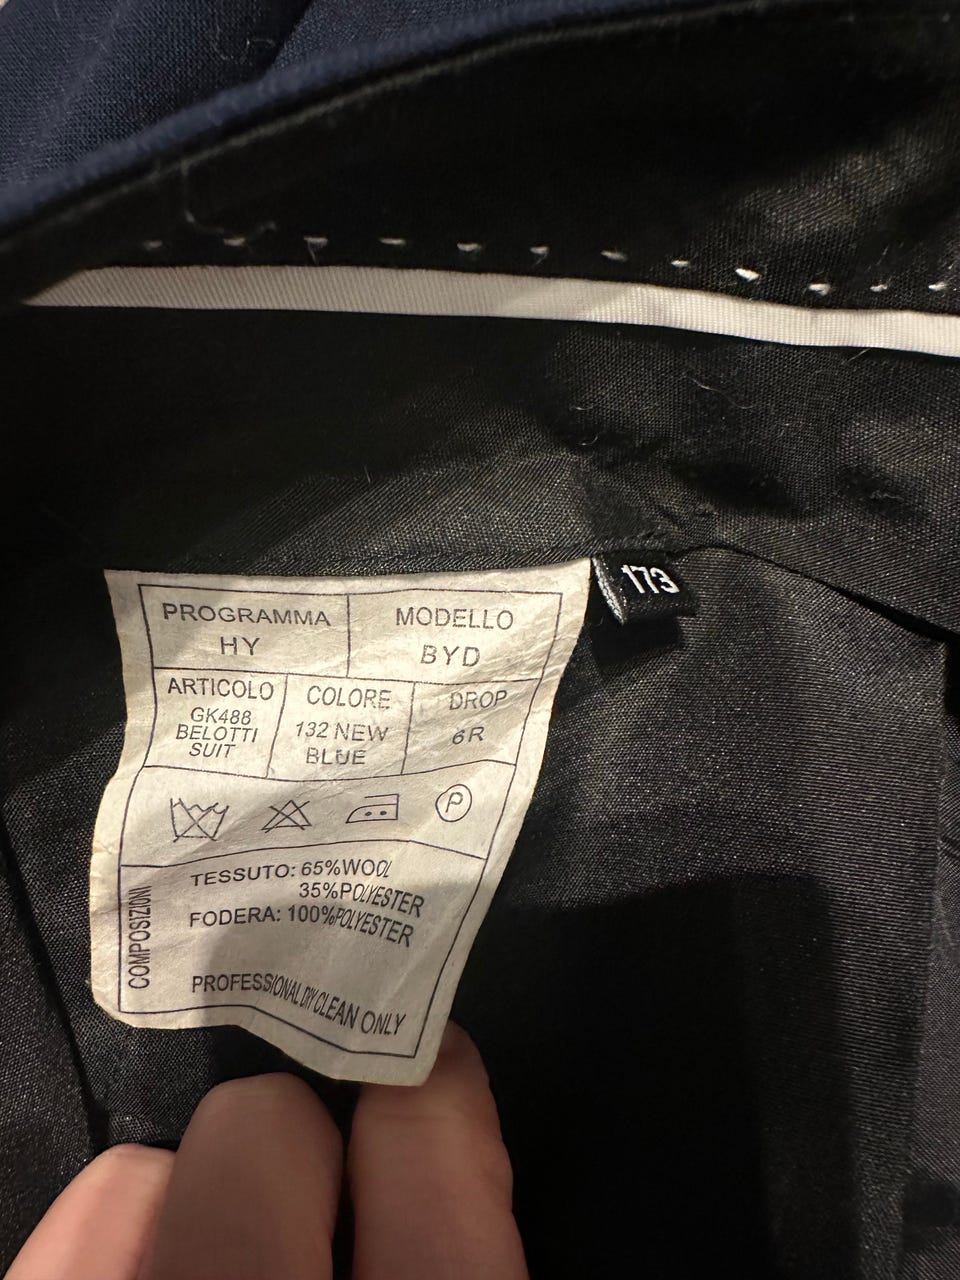 173
PROGRAMMA
HY
MODELLO
BYD
ARTICOLO
GK488
BELOTTI
SUIT
COLORE
132 NEW
BLUE
DROP
6R
P
COMPOSIZIONI
TESSUTO: 65%WOOL
35%POLYESTER
FODERA: 100%POLYESTER
PROFESSIONAL DRY CLEAN ONLY